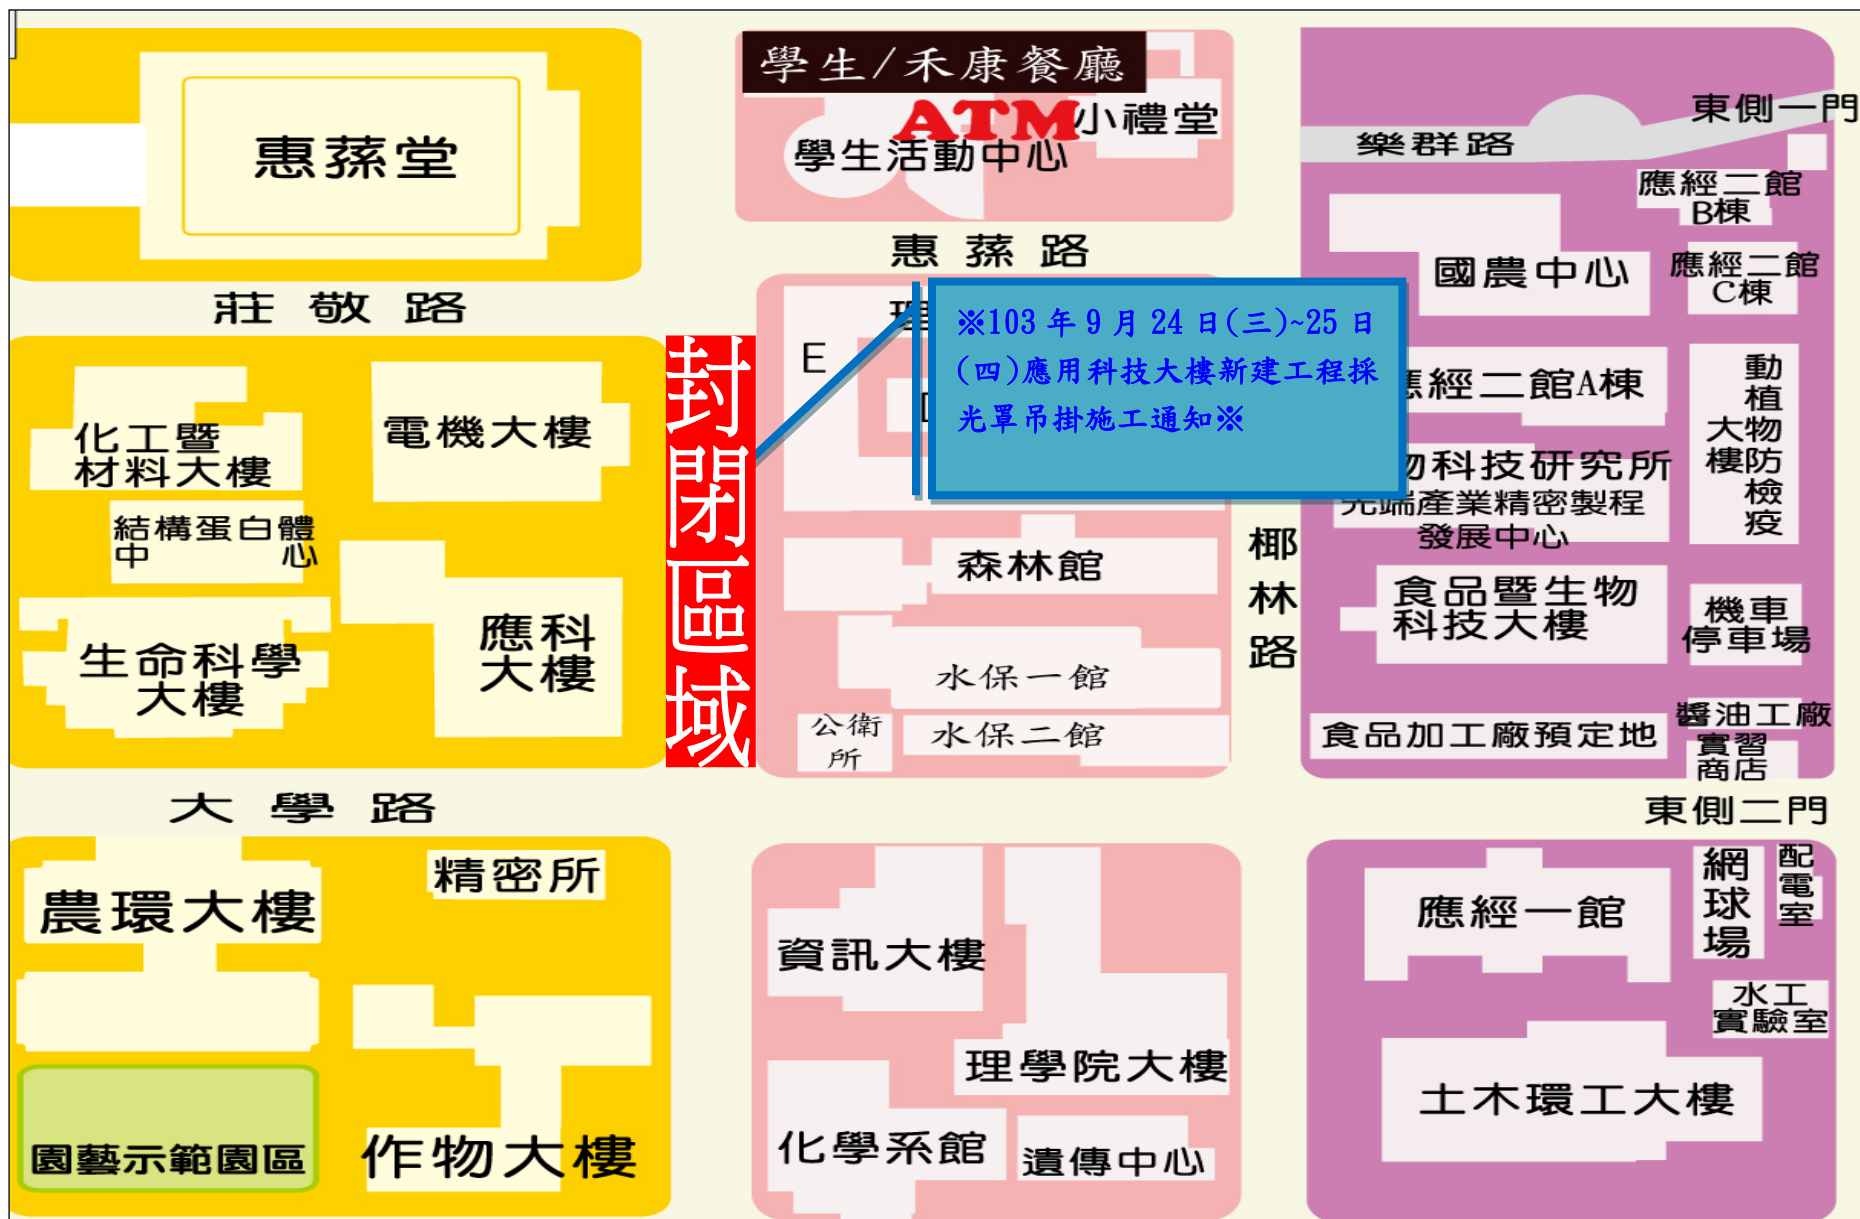 學生/禾康餐廳
ATM
小禮堂
學生活動中心
惠蓀堂
東側一門
樂群路
應經二館
B棟
惠蓀路
國農中心
應經二館
C棟
莊敬路
理
E
※103年9月24日(三)~25日
(四)應用科技大樓新建工程採
光罩吊掛施工通知※
封閉區域
化工暨
材料大樓
電機大樓
經二館A棟
動植物防檢疫
大樓
物科技研究所
先端產業精密製程
發展中心
結構蛋白體
中心
森林館
椰林路
食品暨生物
科技大樓
機車
停車場
生命科學
大樓
應科
大樓
水保一館
公衛
所
水保二館
食品加工廠預定地
醬油工廠
實習
商店
大學路
東側二門
農環大樓
精密所
資訊大樓
應經一館
網球場
配電室
水工
實驗室
理學院大樓
土木環工大樓
園藝示範園區
作物大樓
化學系館
遺傳中心